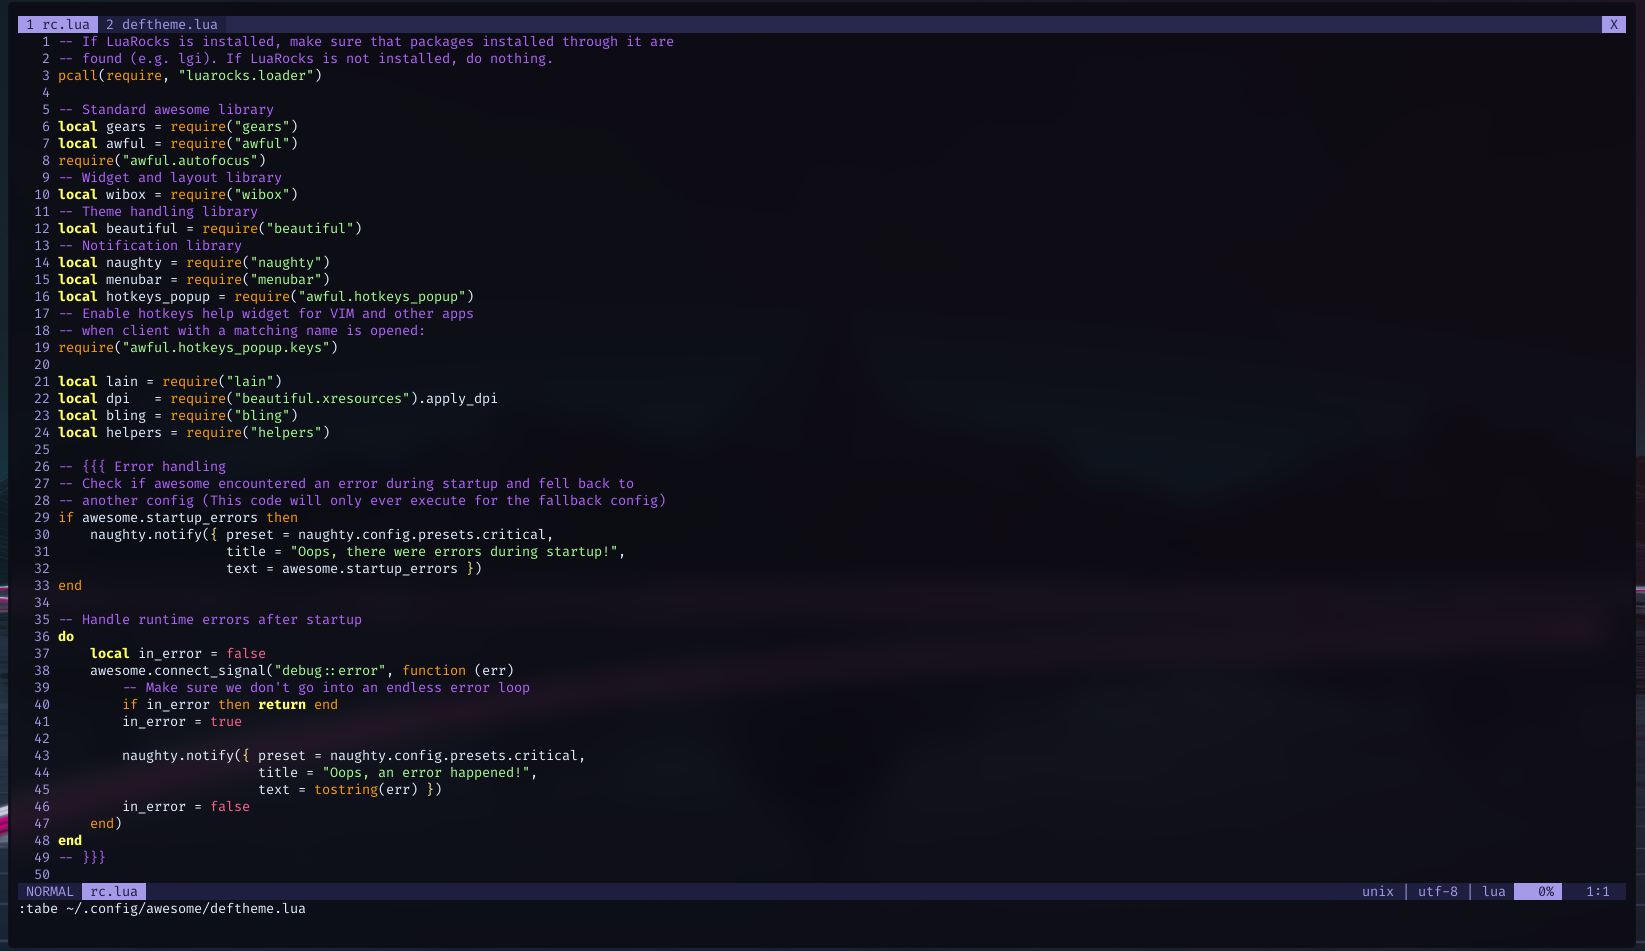 1 rc.lua 2 deftheme.lua X
1 -- If LuaRocks is installed, make sure that packages installed through it are
2 -- found (e.g. lgi). If LuaRocks is not installed, do nothing.
3 pcall(require, "luarocks.loader")
4
5 -- Standard awesome library
6 local gears = require("gears")
7 local awful = require("awful")
8 require("awful.autofocus")
9 -- Widget and layout library
10 local wibox = require("wibox")
11 -- Theme handling library
12 local beautiful = require("beautiful")
13 -- Notification library
14 local naughty = require("naughty")
15 local menubar = require("menubar")
16 local hotkeys_popup = require("awful.hotkeys_popup")
17 -- Enable hotkeys help widget for VIM and other apps
18 -- when client with a matching name is opened:
19 require("awful.hotkeys_popup.keys")
20
21 local lain = require("lain")
22 local dpi   = require("beautiful.xresources").apply_dpi
23 local bling = require("bling")
24 local helpers = require("helpers")
25
26 -- {{{ Error handling
27 -- Check if awesome encountered an error during startup and fell back to
28 -- another config (This code will only ever execute for the fallback config)
29 if awesome.startup_errors then
30     naughty.notify({ preset = naughty.config.presets.critical,
31                      title = "Oops, there were errors during startup!",
32                      text = awesome.startup_errors })
33 end
34
35 -- Handle runtime errors after startup
36 do
37     local in_error = false
38     awesome.connect_signal("debug::error", function (err)
39         -- Make sure we don't go into an endless error loop
40         if in_error then return end
41         in_error = true
42
43         naughty.notify({ preset = naughty.config.presets.critical,
44                          title = "Oops, an error happened!",
45                          text = tostring(err) })
46         in_error = false
47     end)
48 end
49 -- }}}
50
NORMAL rc.lua unix | utf-8 | lua 0% 1:1
:tabe ~/.config/awesome/deftheme.lua